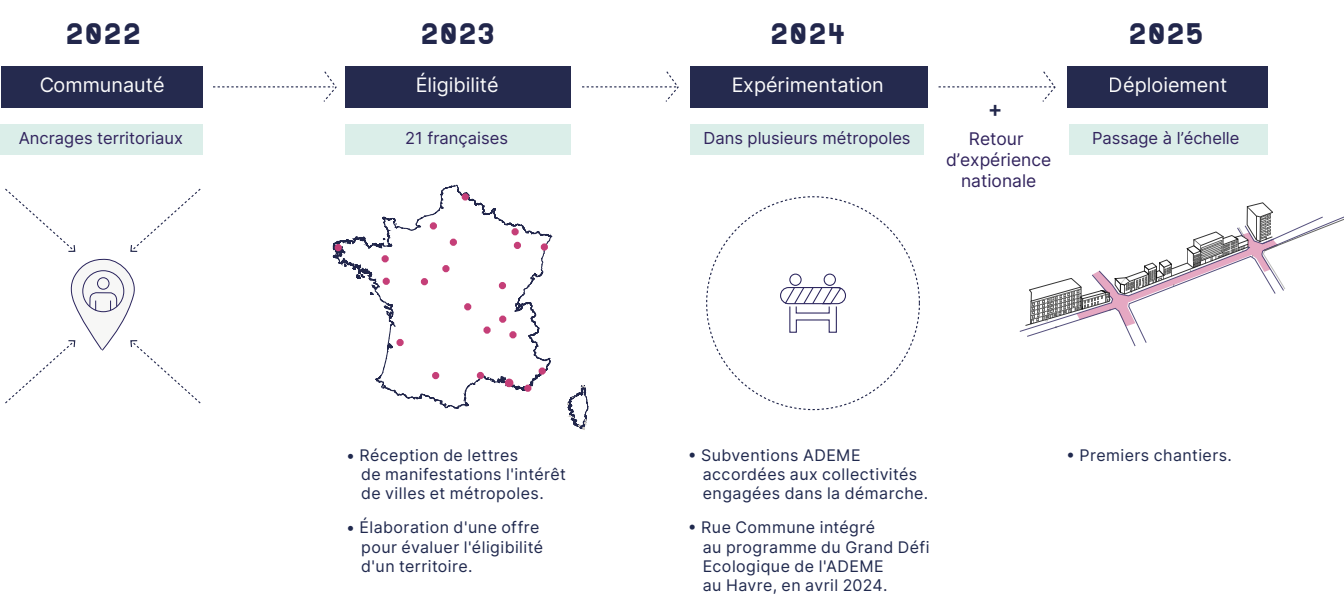 2022
Communauté
Ancrages territoriaux
2023
Éligibilité
21 françaises
• Réception de lettres
de manifestations l'intérêt
de villes et métropoles.
• Élaboration d'une offre
pour évaluer l'éligibilité
d'un territoire.
2024
Expérimentation
Dans plusieurs métropoles
• Subventions ADEME
accordées aux collectivités
engagées dans la démarche.
• Rue Commune intégré
au programme du Grand Défi
Ecologique de l'ADEME
au Havre, en avril 2024.
+
Retour
d’expérience
nationale
2025
Déploiement
Passage à l’échelle
• Premiers chantiers.